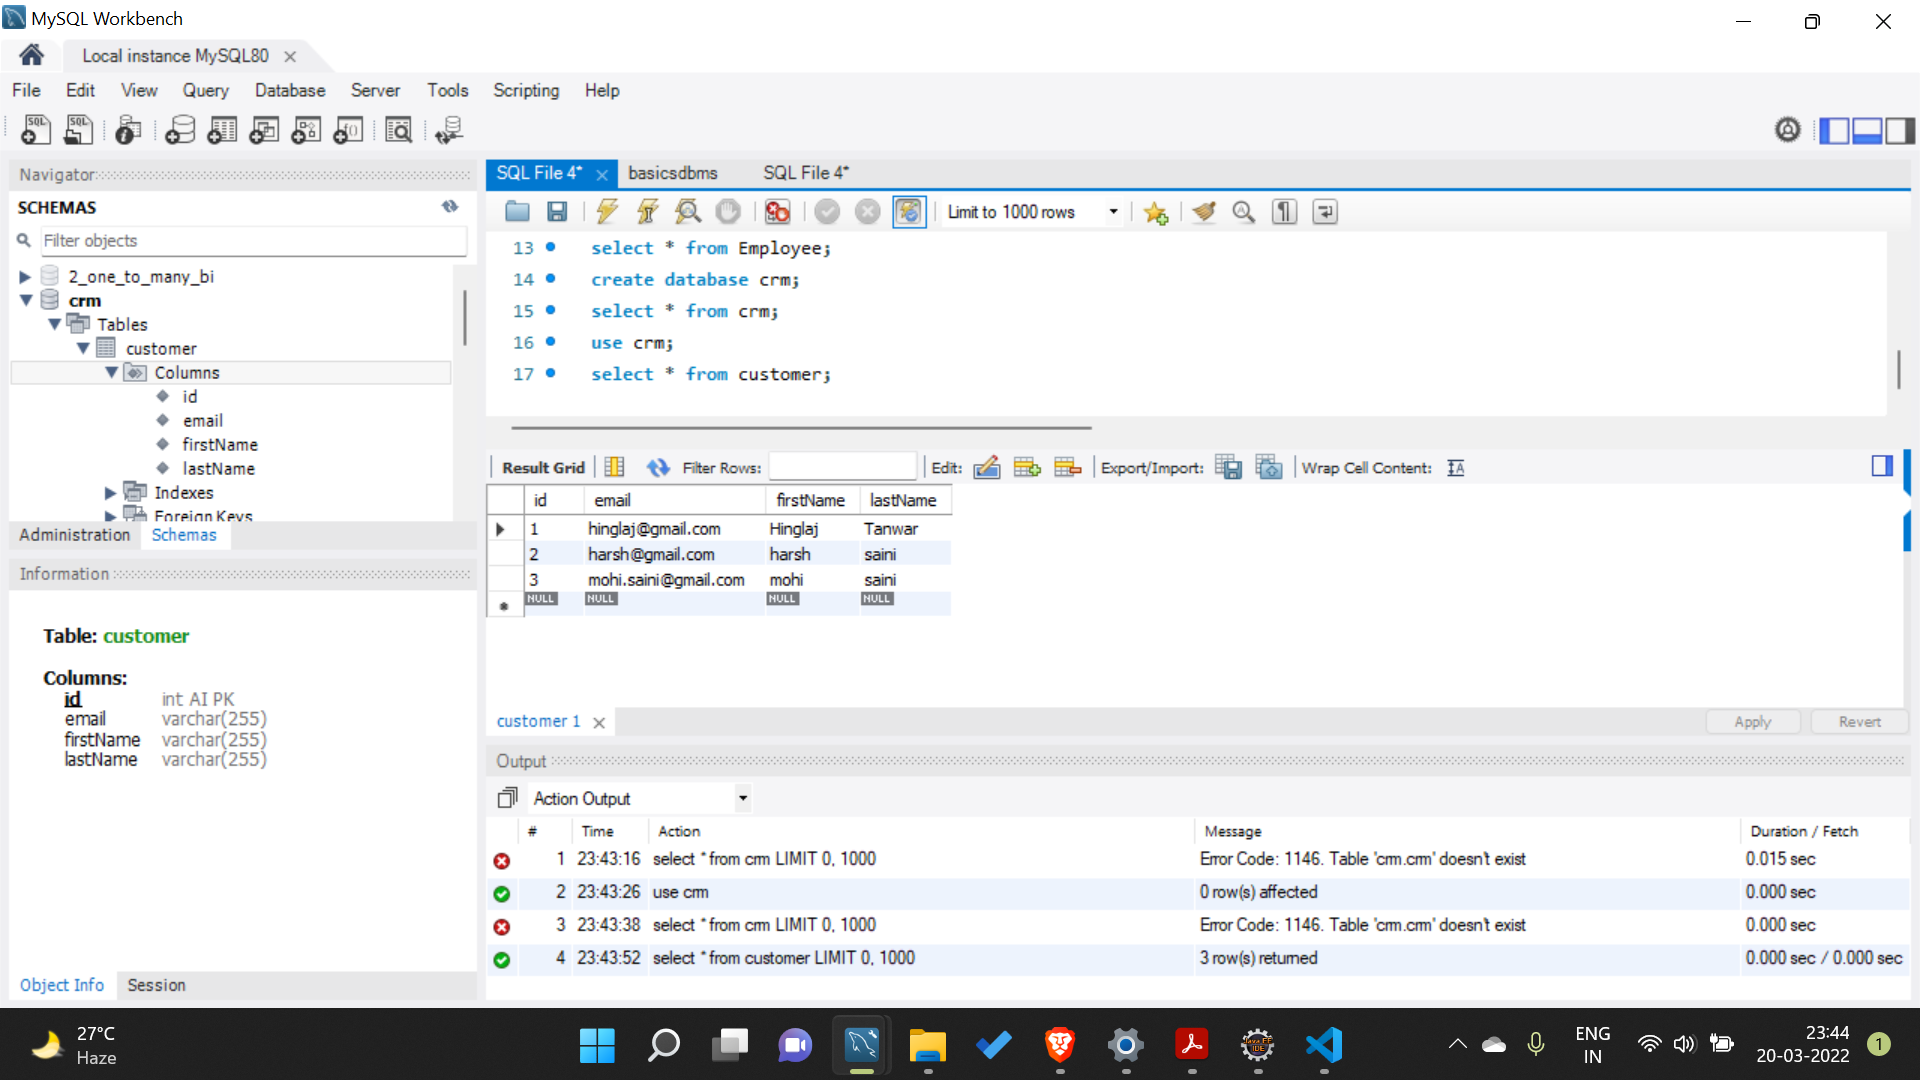 MySQL Workbench
Local instance MySQL80
File Edit View Query Database Server Tools Scripting Help
Navigator
SCHEMAS
Filter objects
2_one_to_many_bi
crm
Tables
customer
Columns
id
email
firstName
lastName
Indexes
Foreign Keys
Administration Schemas
Information
Table: customer
Columns:
id int AI PK
email varchar(255)
firstName varchar(255)
lastName varchar(255)
Object Info Session
SQL File 4* basicsdbms SQL File 4*
Limit to 1000 rows
13 select * from Employee;
14 create database crm;
15 select * from crm;
16 use crm;
17 select * from customer;
Result Grid Filter Rows: Edit: Export/Import: Wrap Cell Content: IA
id email firstName lastName
1 hinglaj@gmail.com Hinglaj Tanwar
2 harsh@gmail.com harsh saini
3 mohi.saini@gmail.com mohi saini
NULL NULL NULL NULL
customer 1 Apply Revert
Output
Action Output
# Time Action Message Duration / Fetch
1 23:43:16 select * from crm LIMIT 0, 1000 Error Code: 1146. Table 'crm.crm' doesn't exist 0.015 sec
2 23:43:26 use crm 0 row(s) affected 0.000 sec
3 23:43:38 select * from crm LIMIT 0, 1000 Error Code: 1146. Table 'crm.crm' doesn't exist 0.000 sec
4 23:43:52 select * from customer LIMIT 0, 1000 3 row(s) returned 0.000 sec / 0.000 sec
27°C
Haze
ENG
IN
23:44
20-03-2022
1